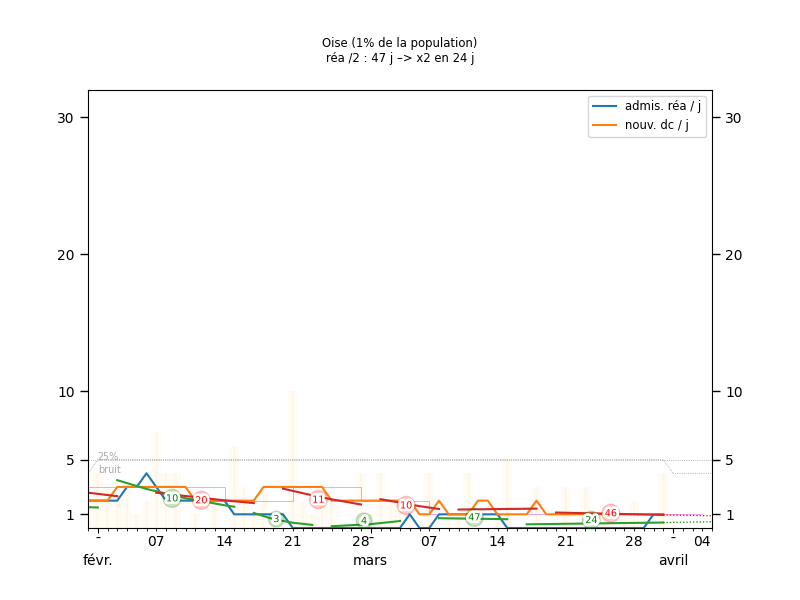 Oise (1% de la population)
réa /2 : 47 j –> x2 en 24 j
admis. réa / j
nouv. dc / j
30
30
20
20
10
10
5
5
1
1
25%
bruit
10
20
3
11
4
10
47
24
46
- 07 14 21 28 - 07 14 21 28 - 04
févr. mars avril